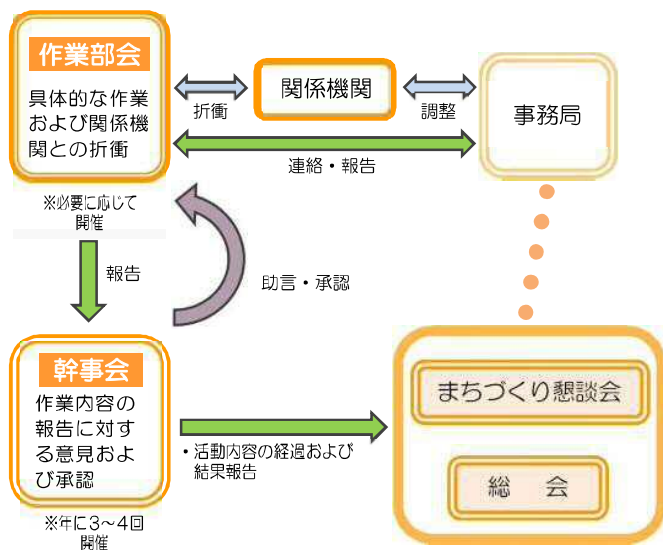 作業部会
具体的な作業
および関係機
関との折衝
※必要に応じて
開催
折衝
関係機関
調整
事務局
連絡・報告
報告
助言・承認
幹事会
作業内容の
報告に対す
る意見およ
び承認
※年に３～４回
開催
・活動内容の経過および
結果報告
まちづくり懇談会
総　会